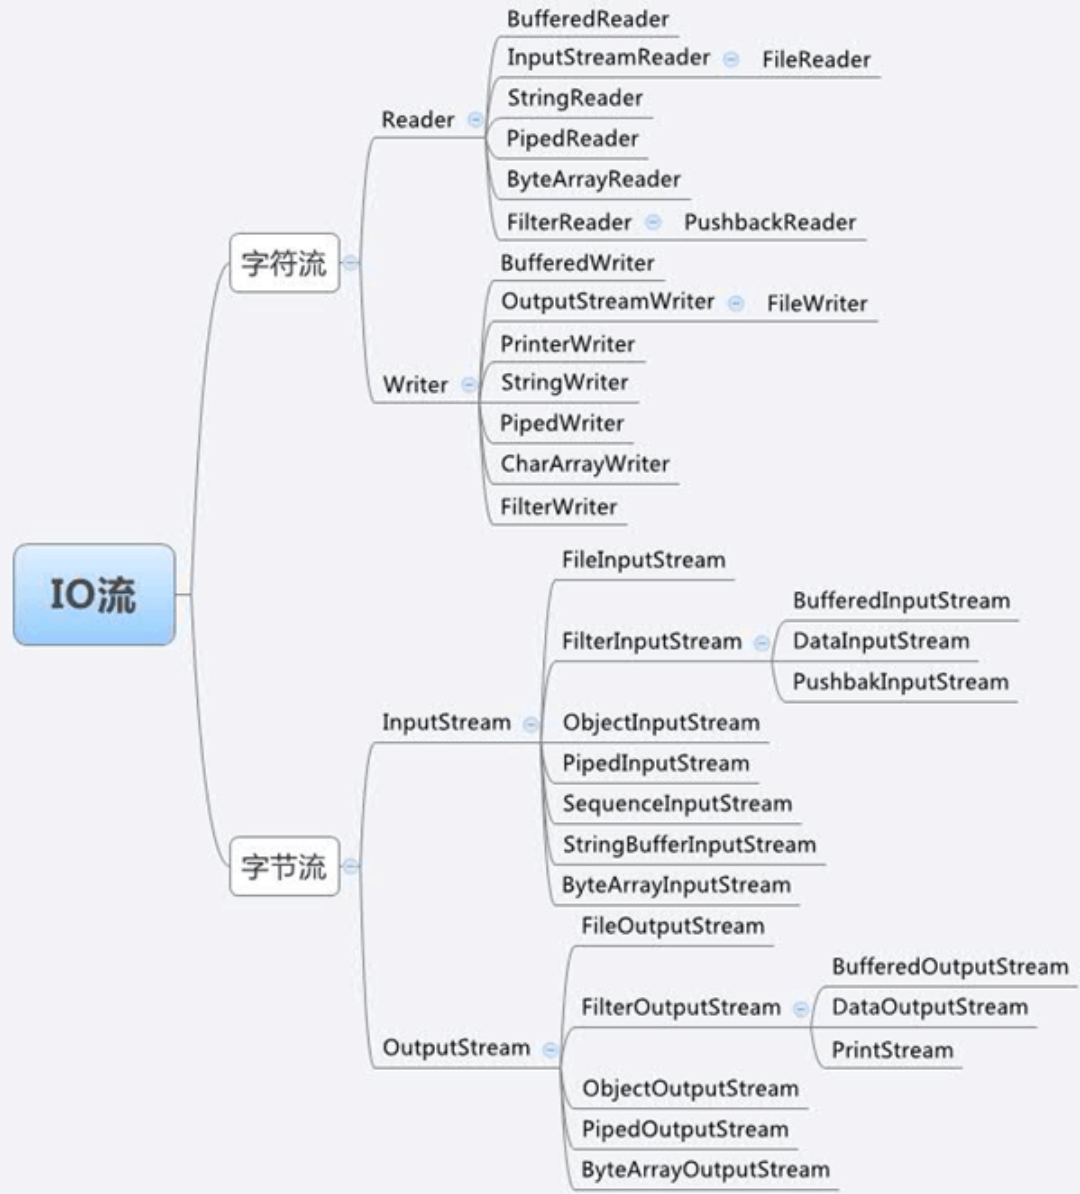 IO流
字符流
Reader
BufferedReader
InputStreamReader FileReader
StringReader
PipedReader
ByteArrayReader
FilterReader PushbackReader
Writer
BufferedWriter
OutputStreamWriter FileWriter
PrinterWriter
StringWriter
PipedWriter
CharArrayWriter
FilterWriter
字节流
InputStream
FileInputStream
FilterInputStream
BufferedInputStream
DataInputStream
PushbakInputStream
ObjectInputStream
PipedInputStream
SequenceInputStream
StringBufferInputStream
ByteArrayInputStream
OutputStream
FileOutputStream
FilterOutputStream
BufferedOutputStream
DataOutputStream
PrintStream
ObjectOutputStream
PipedOutputStream
ByteArrayOutputStream